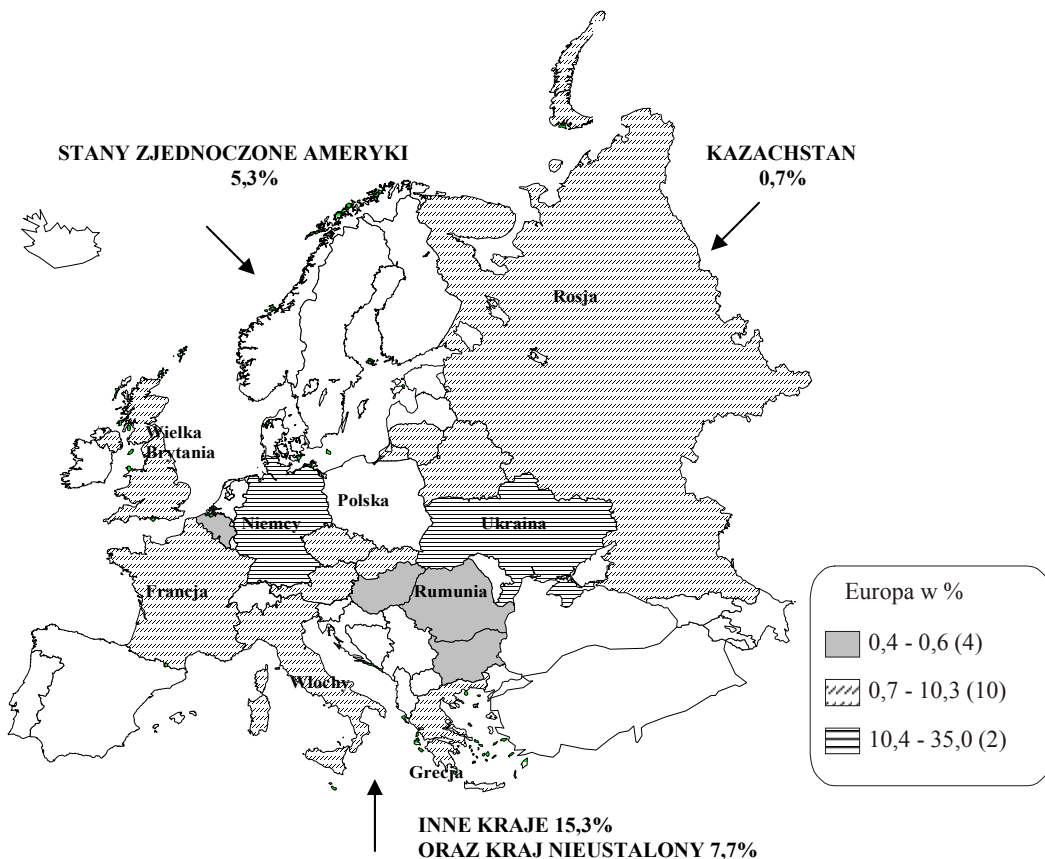 STANY ZJEDNOCZONE AMERYKI
5,3%
KAZACHSTAN
0,7%
Rosja
Wielka
Brytania
Polska
Niemcy
Ukraina
Francja
Rumunia
Włochy
Grecja
Europa w %
0,4 - 0,6 (4)
0,7 - 10,3 (10)
10,4 - 35,0 (2)
INNE KRAJE 15,3%
ORAZ KRAJ NIEUSTALONY 7,7%